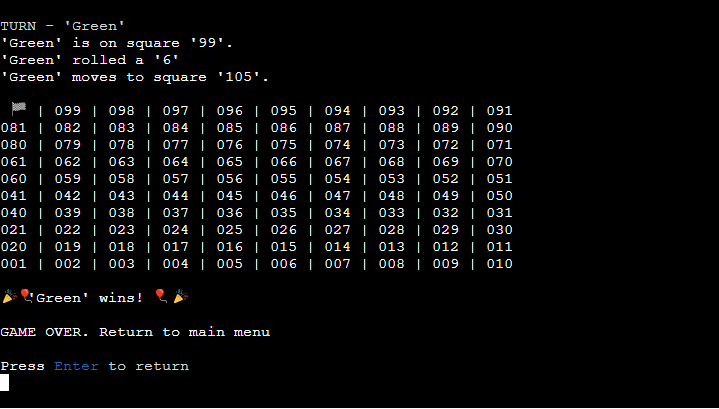 TURN - 'Green'
'Green' is on square '99'.
'Green' rolled a '6'
'Green' moves to square '105'.
🏁 | 099 | 098 | 097 | 096 | 095 | 094 | 093 | 092 | 091
081 | 082 | 083 | 084 | 085 | 086 | 087 | 088 | 089 | 090
080 | 079 | 078 | 077 | 076 | 075 | 074 | 073 | 072 | 071
061 | 062 | 063 | 064 | 065 | 066 | 067 | 068 | 069 | 070
060 | 059 | 058 | 057 | 056 | 055 | 054 | 053 | 052 | 051
041 | 042 | 043 | 044 | 045 | 046 | 047 | 048 | 049 | 050
040 | 039 | 038 | 037 | 036 | 035 | 034 | 033 | 032 | 031
021 | 022 | 023 | 024 | 025 | 026 | 027 | 028 | 029 | 030
020 | 019 | 018 | 017 | 016 | 015 | 014 | 013 | 012 | 011
001 | 002 | 003 | 004 | 005 | 006 | 007 | 008 | 009 | 010
🎉🎈'Green' wins! 🎈 🎉
GAME OVER. Return to main menu
Press Enter to return